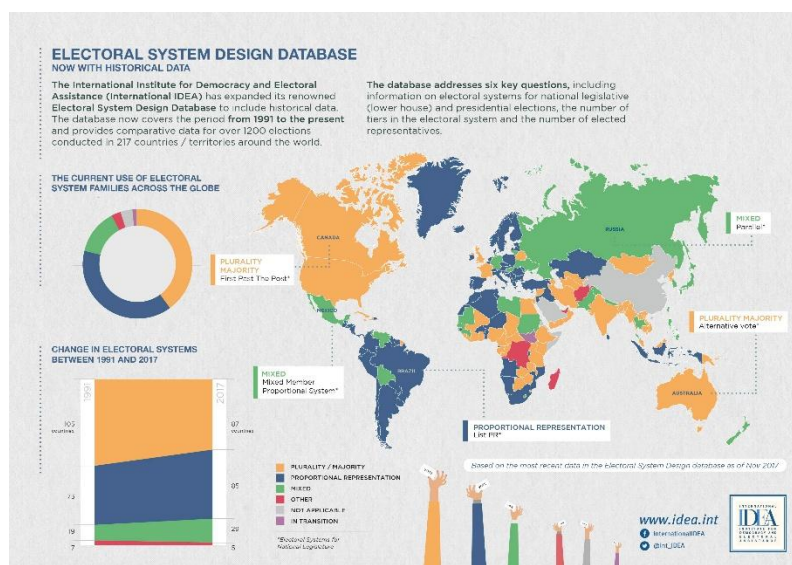 ELECTORAL SYSTEM DESIGN DATABASE
NOW WITH HISTORICAL DATA
The International Institute for Democracy and Electoral
Assistance (International IDEA) has expanded its renowned
Electoral System Design Database to include historical data.
The database now covers the period from 1991 to the present
and provides comparative data for over 1200 elections
conducted in 217 countries / territories around the world.
The database addresses six key questions, including
information on electoral systems for national legislative
(lower house) and presidential elections, the number of
tiers in the electoral system and the number of elected
representatives.
THE CURRENT USE OF ELECTORAL
SYSTEM FAMILIES ACROSS THE GLOBE
CANADA
PLURALITY
MAJORITY
First Past The Post*
RUSSIA
MIXED
Parallel*
MEXICO
MIXED
Mixed Member
Proportional System*
BRAZIL
PROPORTIONAL REPRESENTATION
List PR*
PLURALITY MAJORITY
Alternative vote*
AUSTRALIA
CHANGE IN ELECTORAL SYSTEMS
BETWEEN 1991 AND 2017
1991
2017
countries
87
countries
85
29
7
PLURALITY / MAJORITY
PROPORTIONAL REPRESENTATION
MIXED
OTHER
NOT APPLICABLE
IN TRANSITION
*Electoral Systems for
National Legislature
Based on the most recent data in the Electoral System Design database as of Nov 2017
www.idea.int
InternationalIDEA
@Int_IDEA
INTERNATIONAL
IDEA
INSTITUTE FOR
DEMOCRACY AND
ELECTORAL
ASSISTANCE